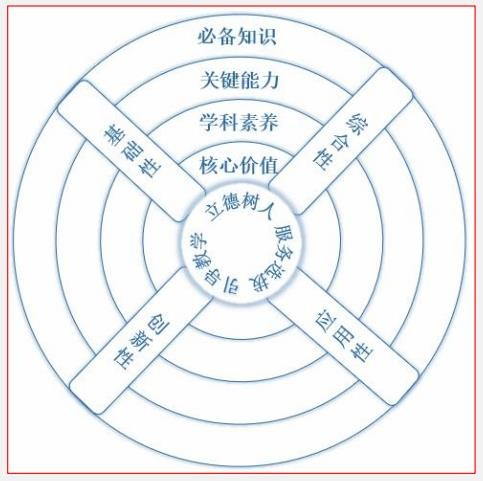 必备知识
关键能力
学科素养
核心价值
基础性
综合性
立德树人
服务选拔
引导教学
创新性
应用性